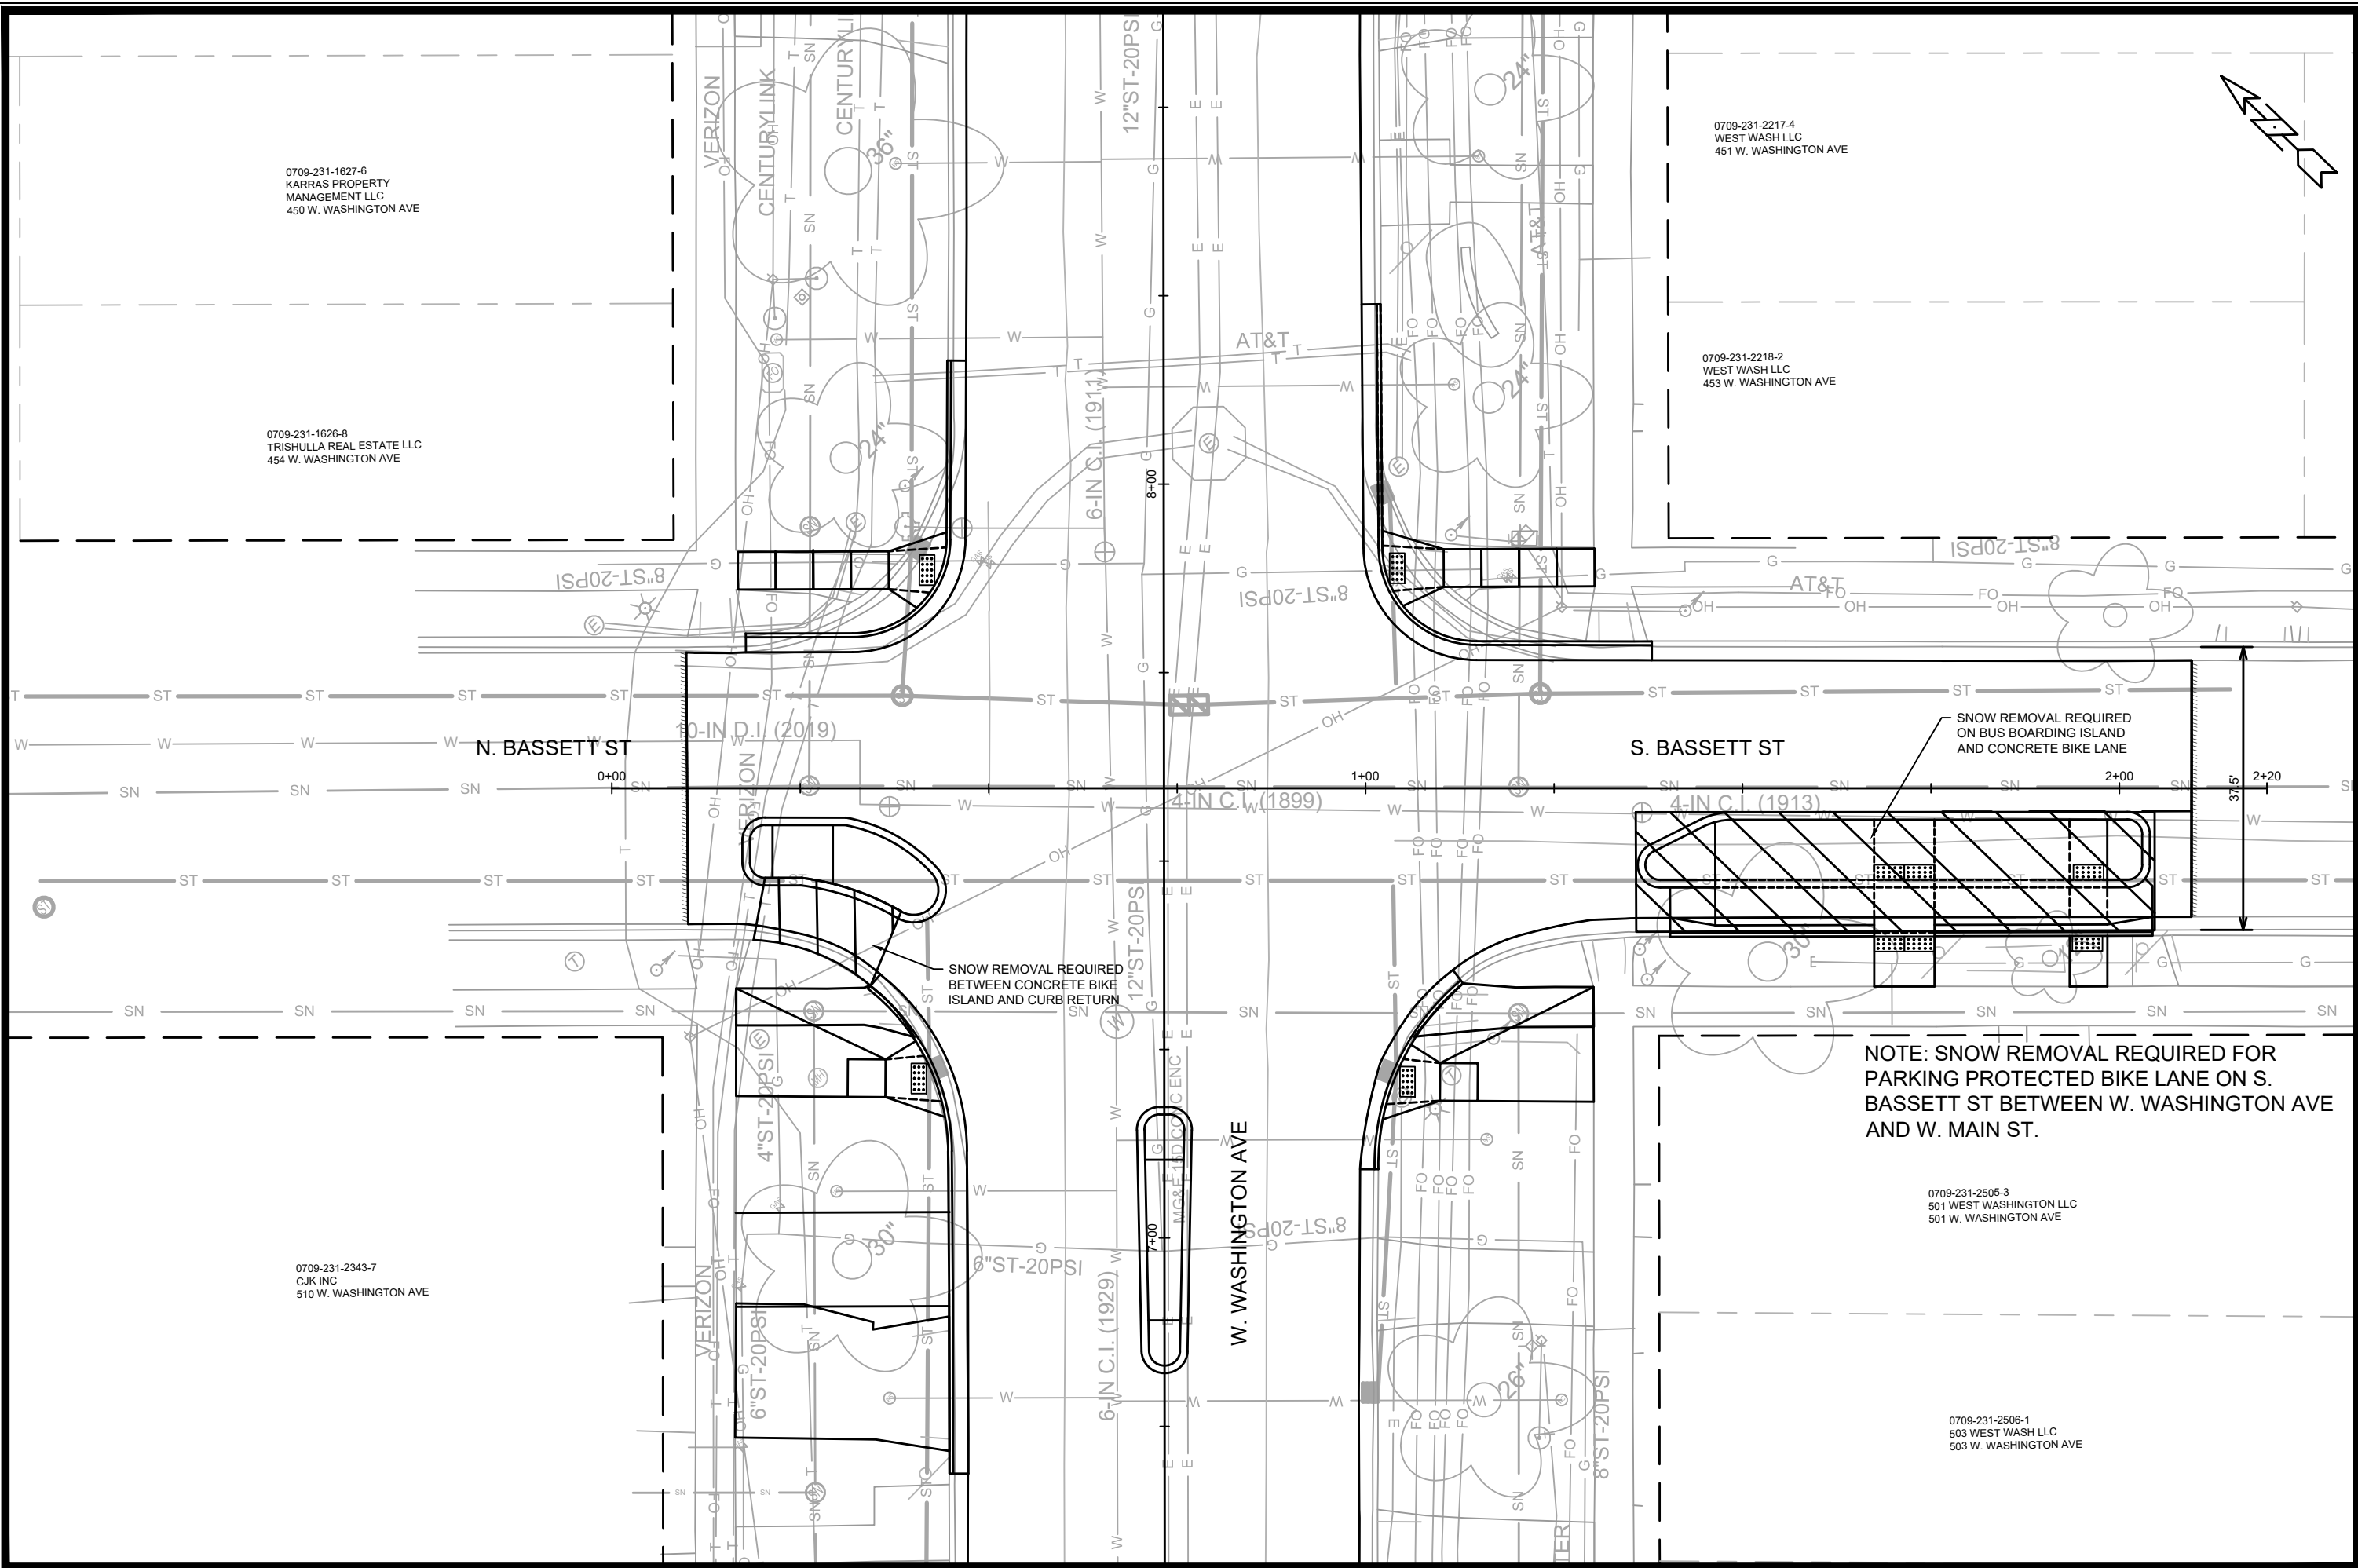 0709-231-1627-6
KARRAS PROPERTY
MANAGEMENT LLC
450 W. WASHINGTON AVE
0709-231-1626-8
TRISHULLA REAL ESTATE LLC
454 W. WASHINGTON AVE
0709-231-2217-4
WEST WASH LLC
451 W. WASHINGTON AVE
0709-231-2218-2
WEST WASH LLC
453 W. WASHINGTON AVE
VERIZON
CENTURYLINK
CENTURYLI
12"ST-20PSI
36"
24"
24"
24"
AT&T
AT&T
AT&T
6-IN C.I. (1911)
8+00
8"ST-20PSI
8"ST-20PSI
8"ST-20PSI
10-IN D.I. (2019)
N. BASSETT ST
S. BASSETT ST
SNOW REMOVAL REQUIRED
ON BUS BOARDING ISLAND
AND CONCRETE BIKE LANE
0+00
1+00
2+00
2+20
37.5'
VERIZON
4-IN C.I. (1899)
4-IN C.I. (1913)
12"ST-20PSI
30"
SNOW REMOVAL REQUIRED
BETWEEN CONCRETE BIKE
ISLAND AND CURB RETURN
NOTE: SNOW REMOVAL REQUIRED FOR
PARKING PROTECTED BIKE LANE ON S.
BASSETT ST BETWEEN W. WASHINGTON AVE
AND W. MAIN ST.
4"ST-20PSI
MG&E 15D CONC ENC
W. WASHINGTON AVE
7+00
8"ST-20PSI
30"
6"ST-20PSI
0709-231-2343-7
CJK INC
510 W. WASHINGTON AVE
0709-231-2505-3
501 WEST WASHINGTON LLC
501 W. WASHINGTON AVE
VERIZON
6"ST-20PSI
6-IN C.I. (1929)
26"
8"ST-20PSI
0709-231-2506-1
503 WEST WASH LLC
503 W. WASHINGTON AVE